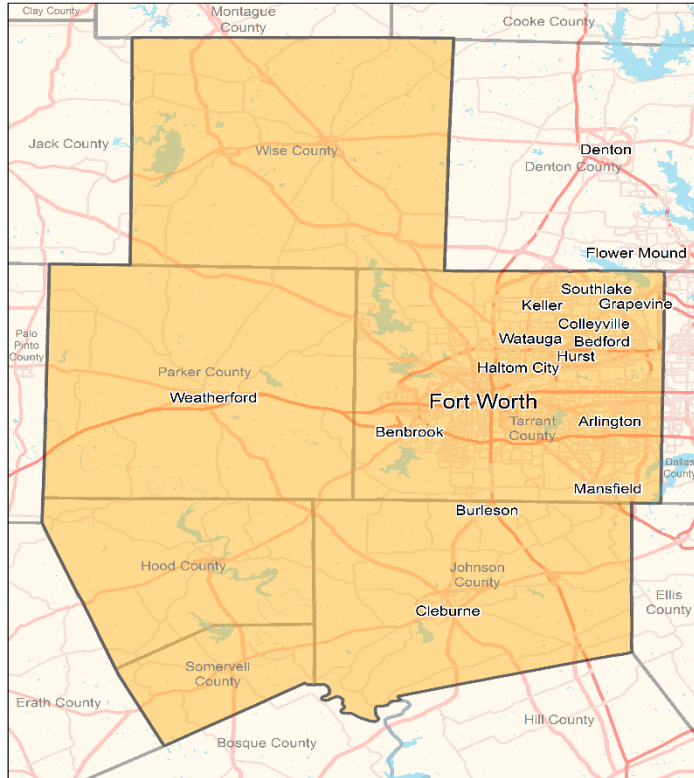 Clay County
Montague
County
Cooke County
Jack County
Wise County
Denton
Denton County
Flower Mound
Southlake
Keller
Grapevine
Colleyville
Watauga
Bedford
Hurst
Haltom City
Palo
Pinto
County
Parker County
Weatherford
Fort Worth
Tarrant
County
Arlington
Benbrook
Dallas
County
Mansfield
Burleson
Hood County
Johnson
County
Ellis
County
Cleburne
Somervell
County
Erath County
Bosque County
Hill County